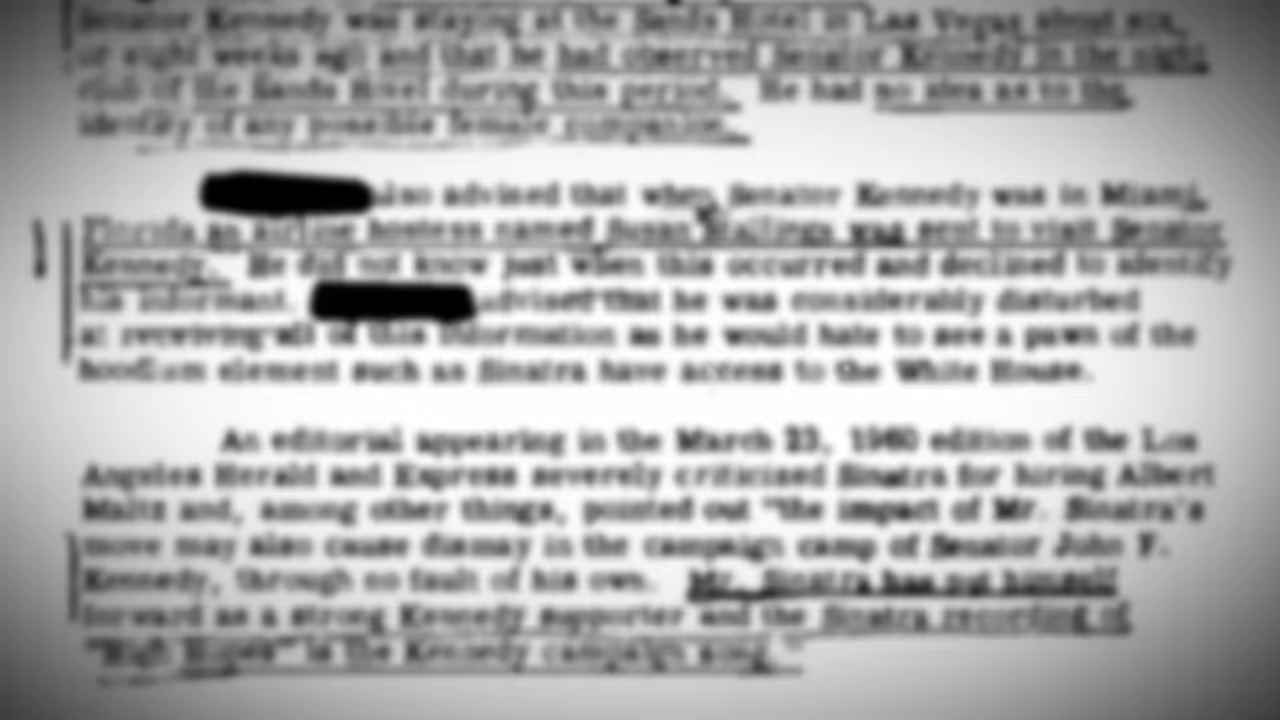 Senator Kennedy was staying at the Sands Hotel in Las Vegas about six
or eight weeks ago and that he had observed Senator Kennedy in the night
club of the Sands Hotel during this period. He had no idea as to the
identity of any possible female companion.
also advised that when Senator Kennedy was in Miami,
Florida an airline hostess named Susan Stallings was sent to visit Senator
Kennedy. He did not know just when this occurred and declined to identify
his informant. advised that he was considerably disturbed
at receiving all of this information as he would hate to see a pawn of the
hoodlum element such as Sinatra have access to the White House.
An editorial appearing in the March 23, 1960 edition of the Los
Angeles Herald and Express severely criticised Sinatra for hiring Albert
Maltz and, among other things, pointed out "the impact of Mr. Sinatra's
move may also cause dismay in the campaign camp of Senator John F.
Kennedy, through no fault of his own. Mr. Sinatra has put himself
forward as a strong Kennedy supporter and the Sinatra recording of
"High Hopes" is the Kennedy campaign song."